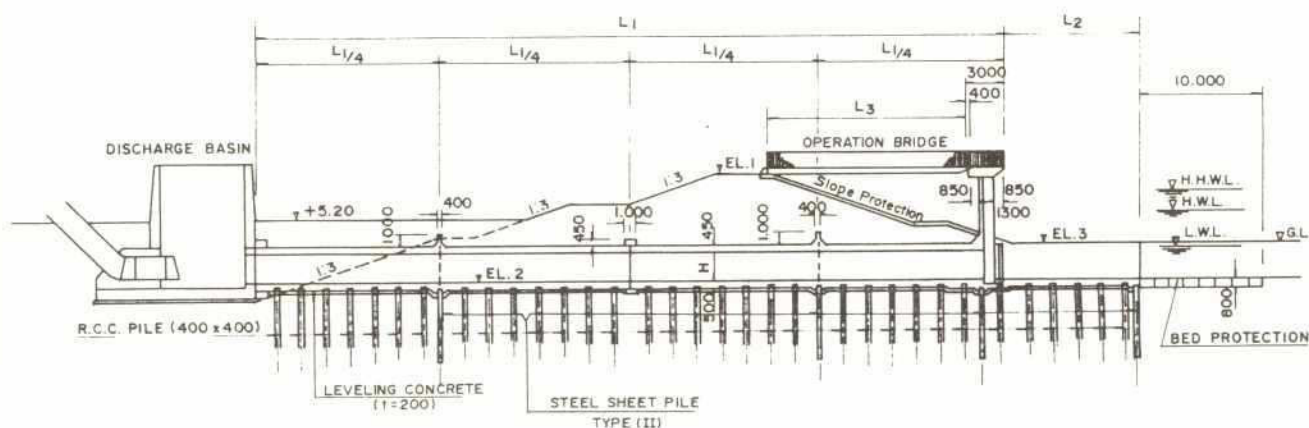 L1
L2
L1/4
L1/4
L1/4
L1/4
3000
10.000
400
L3
DISCHARGE BASIN
OPERATION BRIDGE
EL.1
1:3
Slope Protection
850
850
H.H.W.L.
+5.20
400
1:3
1.000
400
1300
H.W.L.
1000
450
450
1.000
EL.3
L.W.L.
G.L
1:3
EL.2
H
500
800
R.C.C. PILE (400 x 400)
BED PROTECTION
LEVELING CONCRETE
(t=200)
STEEL SHEET PILE
TYPE (II)